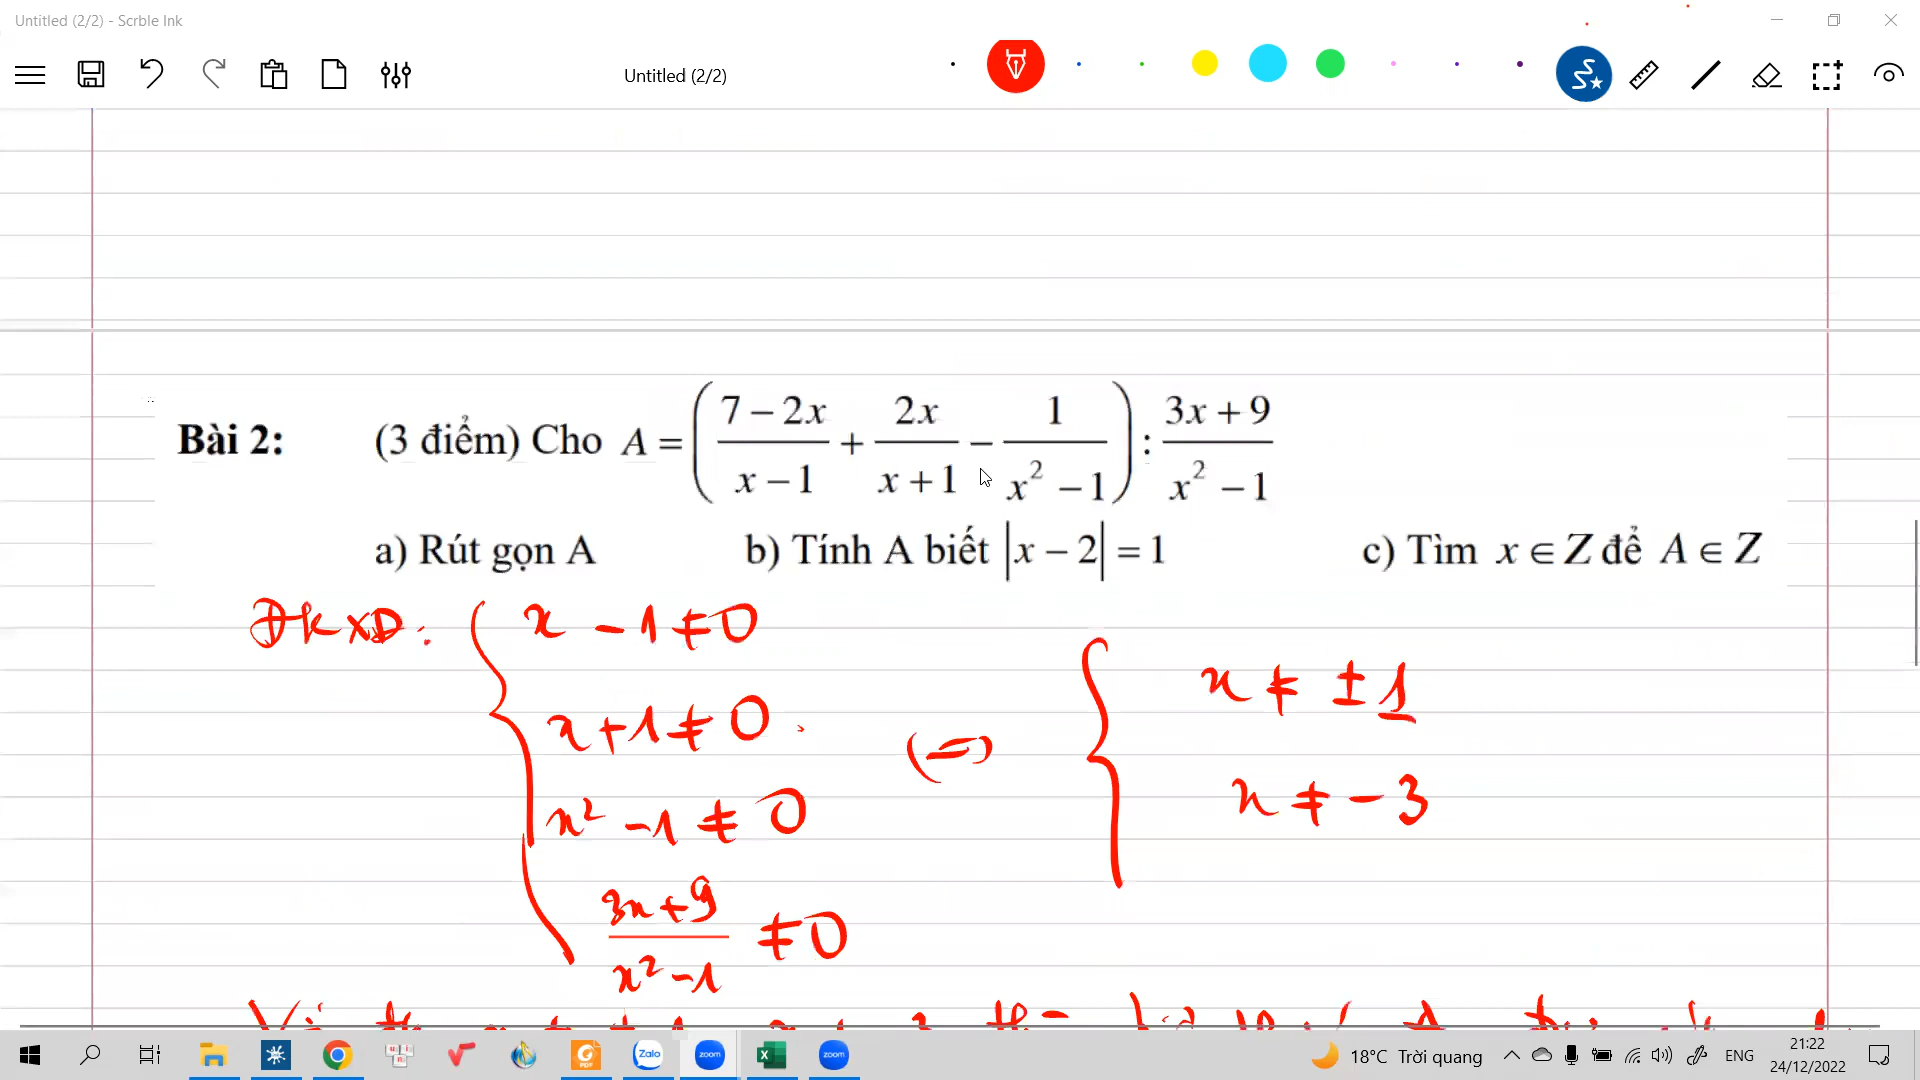 Untitled (2/2) - Scrble Ink
Untitled (2/2)
Bài 2: (3 điểm) Cho A = ( (7 − 2x)/(x − 1) + 2x/(x + 1) − 1/(x² − 1) ) : (3x + 9)/(x² − 1)
a) Rút gọn A b) Tính A biết |x − 2| = 1 c) Tìm x ∈ Z để A ∈ Z
ĐKXĐ: { x − 1 ≠ 0
x + 1 ≠ 0
x² − 1 ≠ 0
(3x + 9)/(x² − 1) ≠ 0
(=) { x ≠ ± 1
x ≠ − 3
Zalo
zoom
zoom
18°C Trời quang
ENG
21:22
24/12/2022